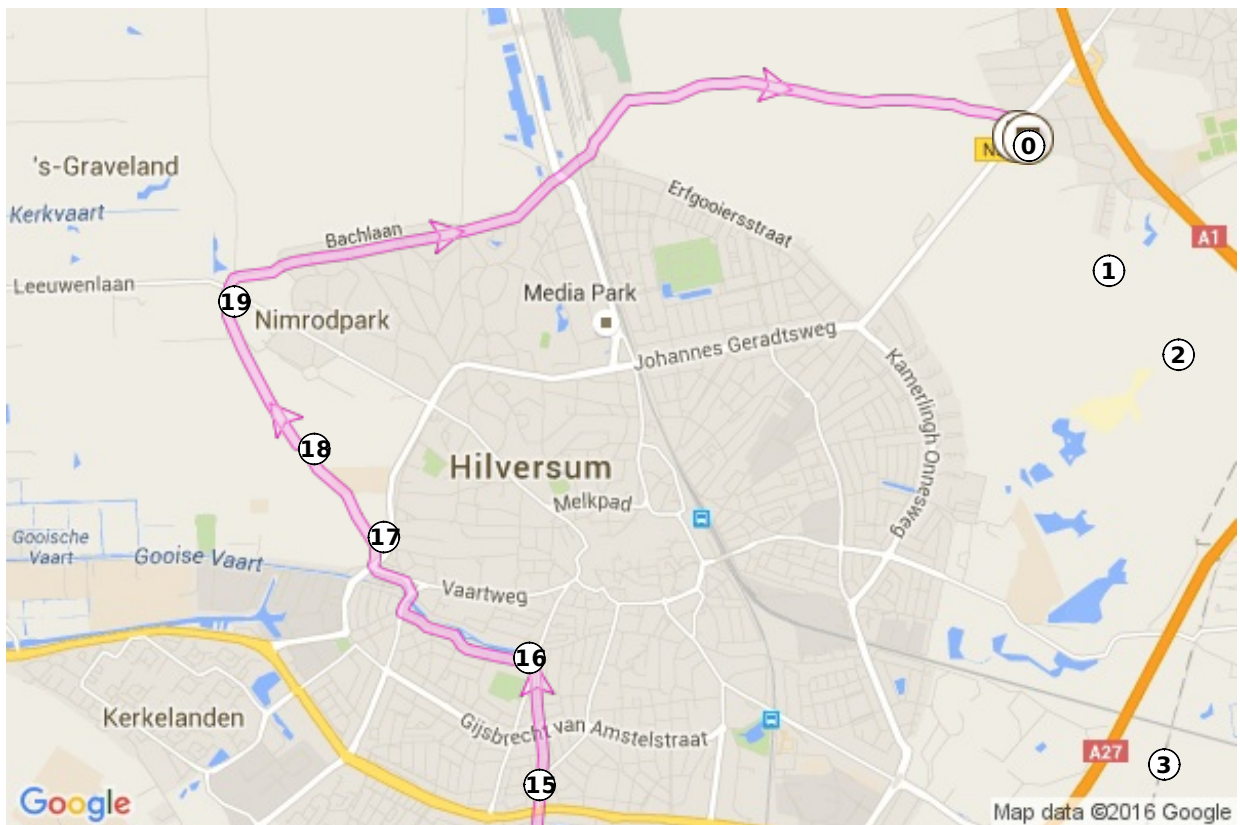 N
0
's-Graveland
Kerkvaart
Erfgooiersstraat
A1
Bachlaan
1
Leeuwenlaan
19
Media Park
Nimrodpark
Johannes Geradtsweg
2
Kamerlingh Onnesweg
18
Hilversum
Melkpad
17
Gooische
Vaart
Gooise Vaart
Vaartweg
16
Kerkelanden
Gijsbrecht van Amstelstraat
A27
3
15
Google
Map data ©2016 Google